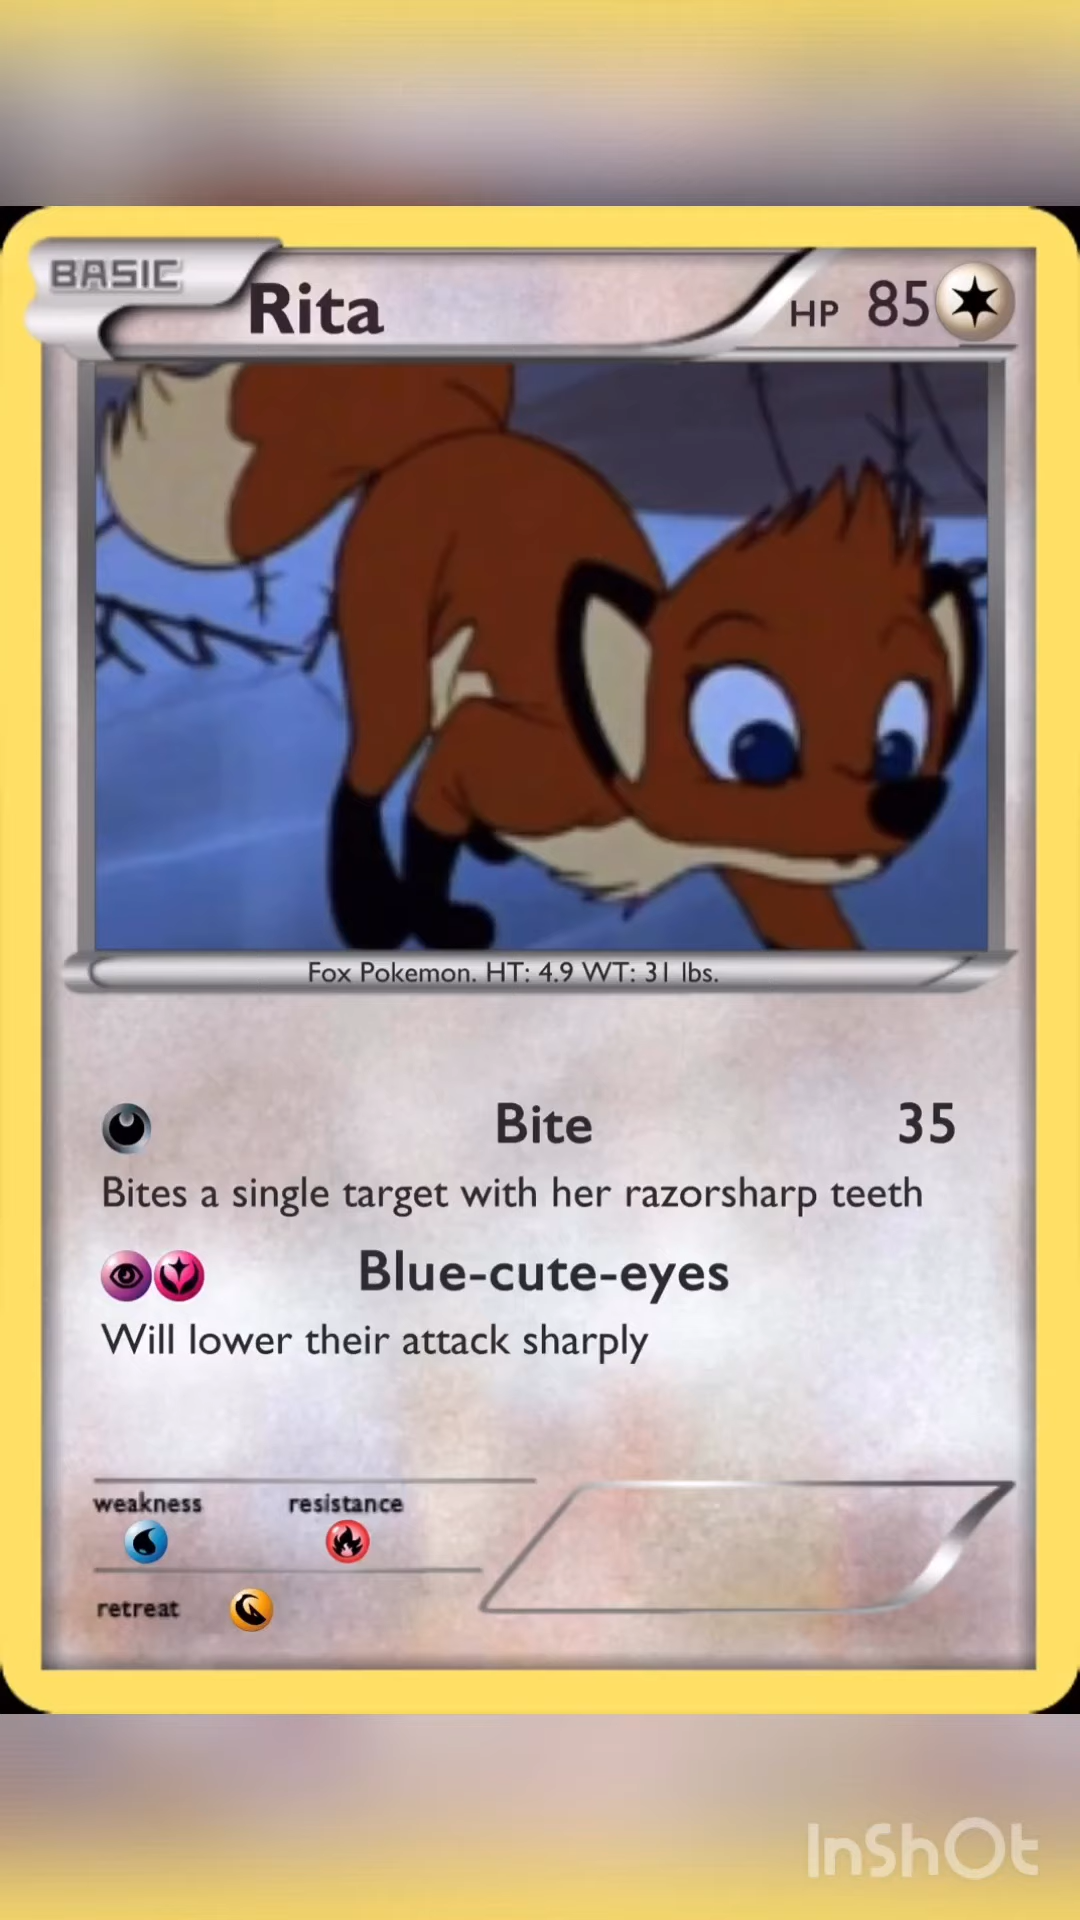 BASIC
Rita
HP 85
Fox Pokemon. HT: 4.9 WT: 31 lbs.
Bite 35
Bites a single target with her razorsharp teeth
Blue-cute-eyes
Will lower their attack sharply
weakness resistance
retreat
InShOt